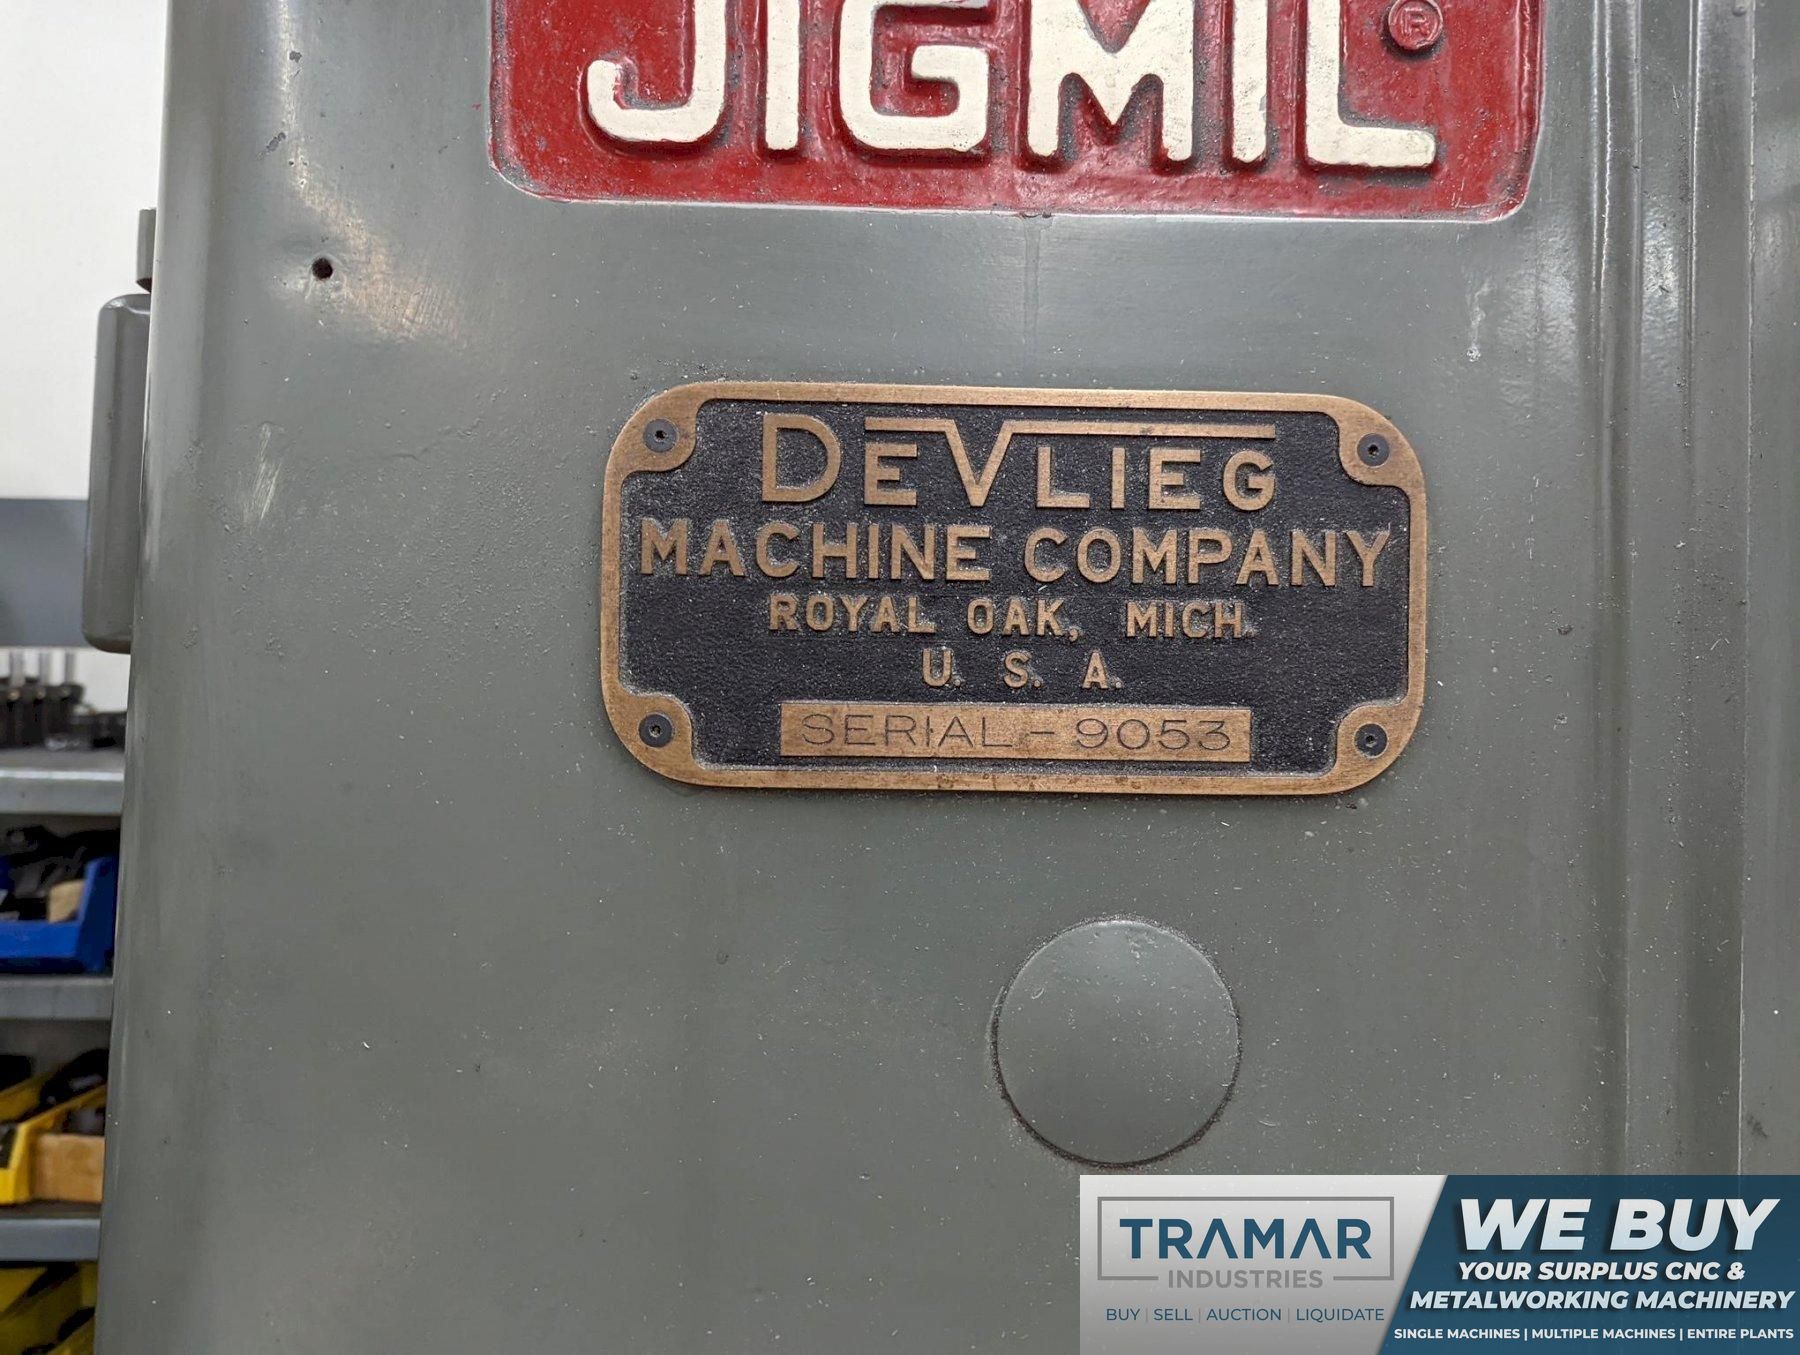 JIGMIL ®
DEVLIEG
MACHINE COMPANY
ROYAL OAK, MICH.
U. S. A.
SERIAL - 9053
TRAMAR
INDUSTRIES
BUY | SELL | AUCTION | LIQUIDATE
WE BUY
YOUR SURPLUS CNC &
METALWORKING MACHINERY
SINGLE MACHINES | MULTIPLE MACHINES | ENTIRE PLANTS